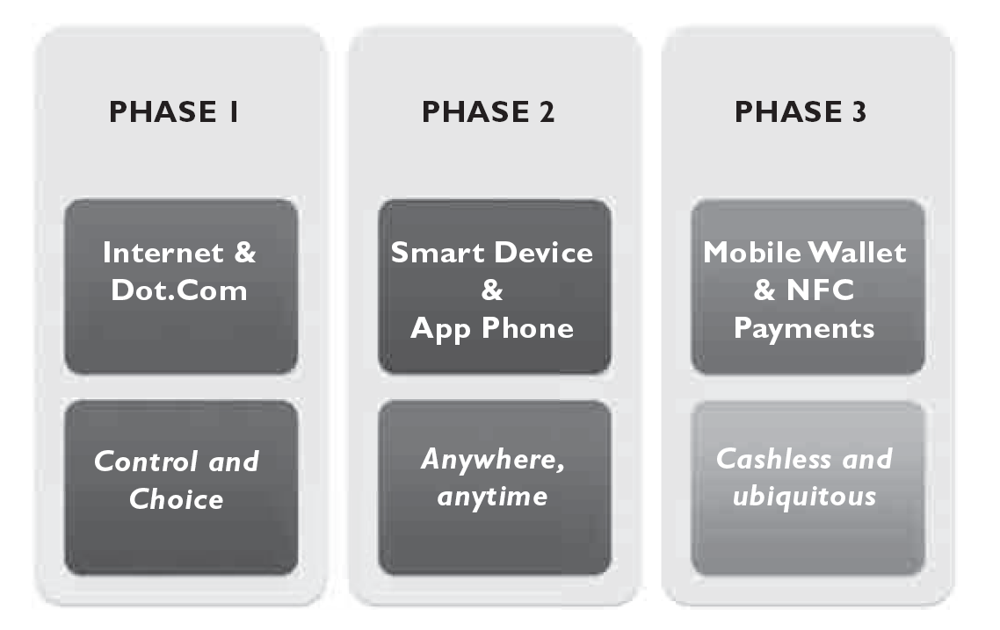 PHASE 1
Internet &
Dot.Com
Control and
Choice
PHASE 2
Smart Device
&
App Phone
Anywhere,
anytime
PHASE 3
Mobile Wallet
& NFC
Payments
Cashless and
ubiquitous